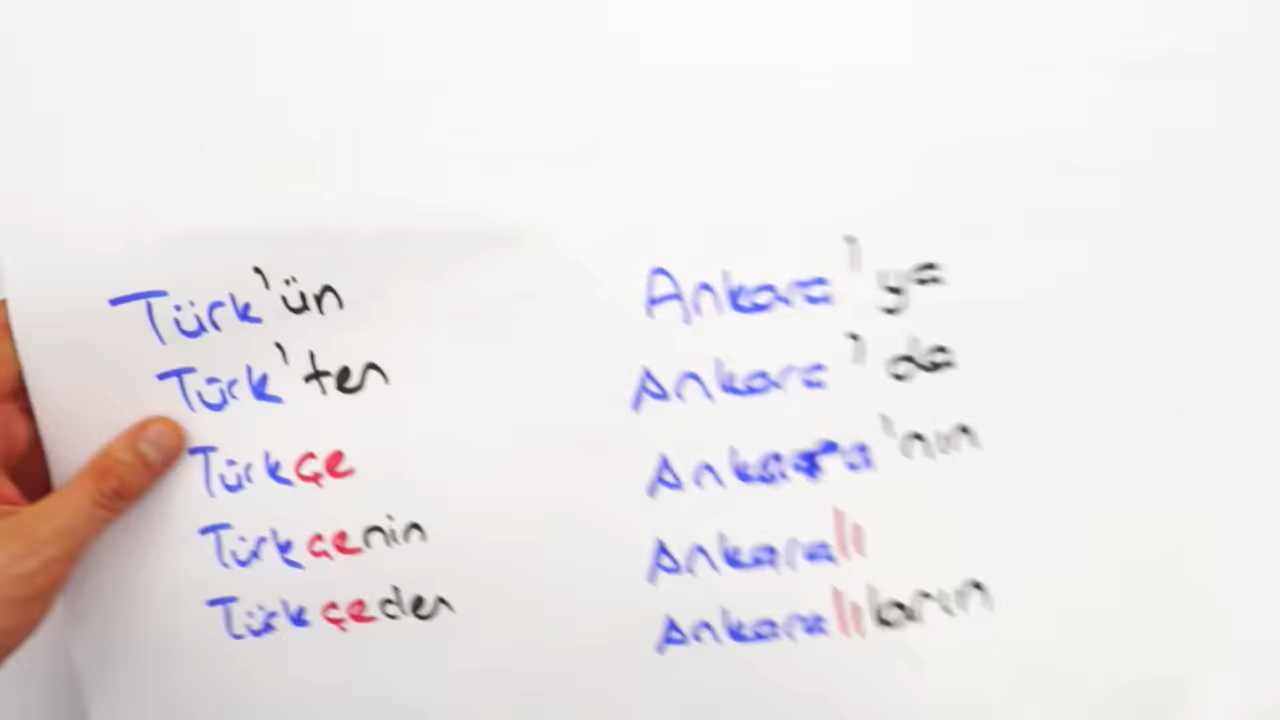 Türk'ün
Türk'ten
Türkçe
Türkçenin
Türkçeden
Ankara'ya
Ankara'da
Ankara'nın
Ankaralı
Ankaralıların